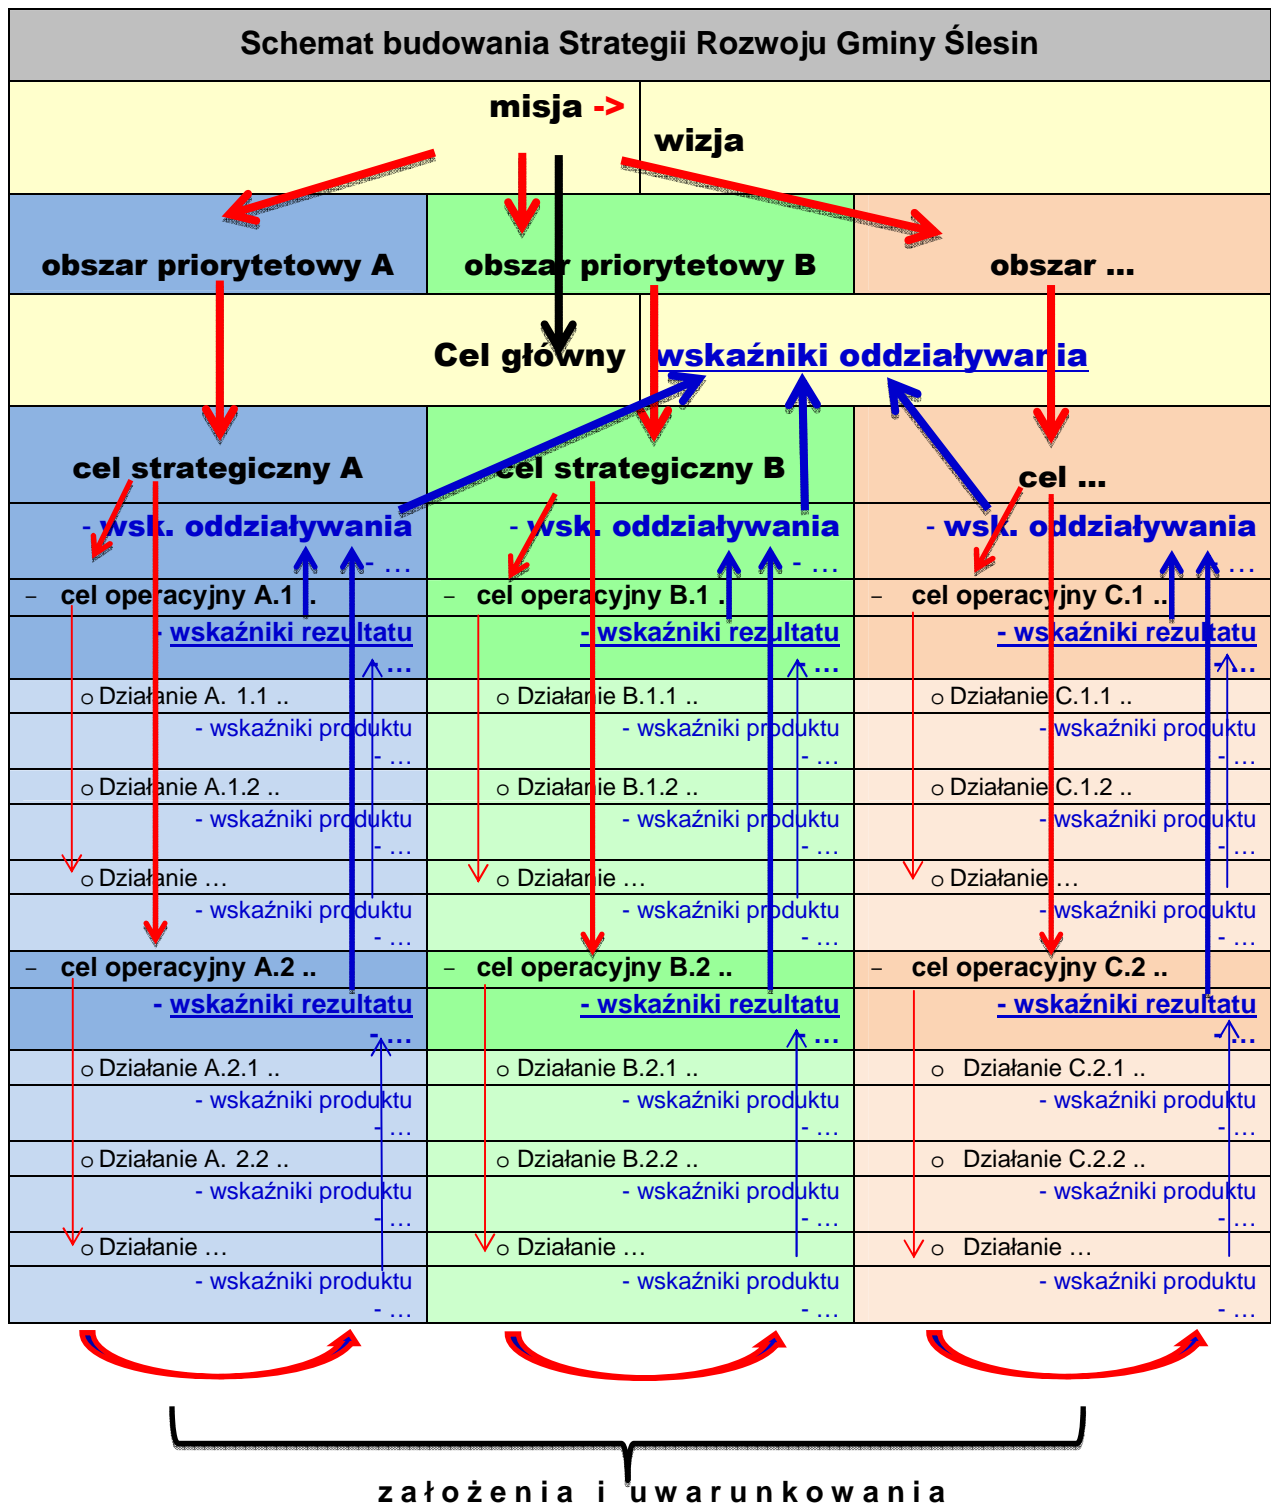 Schemat budowania Strategii Rozwoju Gminy Ślesin
misja ->
wizja
obszar priorytetowy A obszar priorytetowy B obszar ...
Cel główny wskaźniki oddziaływania
cel strategiczny A cel strategiczny B cel ...
- wsk. oddziaływania - wsk. oddziaływania - wsk. oddziaływania
- … - … - …
– cel operacyjny A.1 .. – cel operacyjny B.1 .. – cel operacyjny C.1 ..
- wskaźniki rezultatu - wskaźniki rezultatu - wskaźniki rezultatu
- … - … - …
o Działanie A. 1.1 .. o Działanie B.1.1 .. o Działanie C.1.1 ..
- wskaźniki produktu - wskaźniki produktu - wskaźniki produktu
- … - … - …
o Działanie A.1.2 .. o Działanie B.1.2 .. o Działanie C.1.2 ..
- wskaźniki produktu - wskaźniki produktu - wskaźniki produktu
- … - … - …
o Działanie … o Działanie … o Działanie …
- wskaźniki produktu - wskaźniki produktu - wskaźniki produktu
- … - … - …
– cel operacyjny A.2 .. – cel operacyjny B.2 .. – cel operacyjny C.2 ..
- wskaźniki rezultatu - wskaźniki rezultatu - wskaźniki rezultatu
- … - … - …
o Działanie A.2.1 .. o Działanie B.2.1 .. o Działanie C.2.1 ..
- wskaźniki produktu - wskaźniki produktu - wskaźniki produktu
- … - … - …
o Działanie A. 2.2 .. o Działanie B.2.2 .. o Działanie C.2.2 ..
- wskaźniki produktu - wskaźniki produktu - wskaźniki produktu
- … - … - …
o Działanie … o Działanie … o Działanie …
- wskaźniki produktu - wskaźniki produktu - wskaźniki produktu
- … - … - …
założenia i uwarunkowania